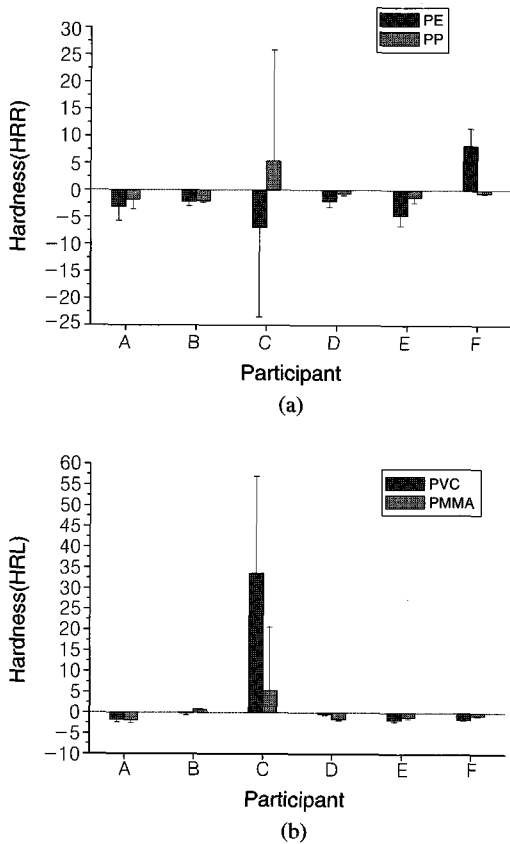 PE
PP
30
25
20
15
10
5
0
−5
−10
−15
−20
−25
Hardness(HRR)
A B C D E F
Participant
(a)
PVC
PMMA
60
55
50
45
40
35
30
25
20
15
10
5
0
−5
−10
Hardness(HRL)
A B C D E F
Participant
(b)